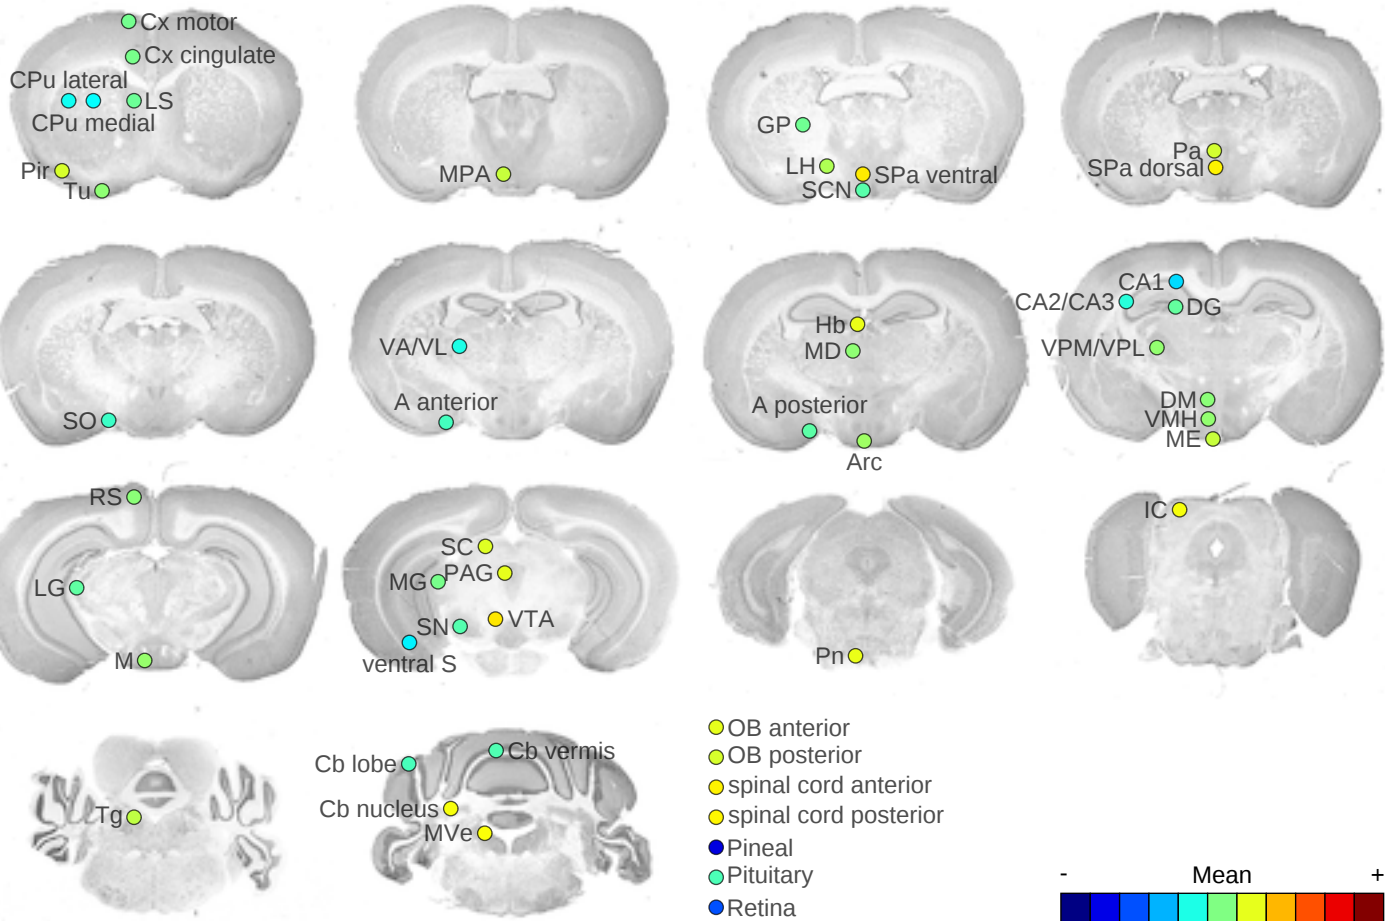 Cx motor
Cx cingulate
CPu lateral
LS
CPu medial
Pir
Tu
MPA
GP
LH
SPa ventral
SCN
Pa
SPa dorsal
SO
VA/VL
A anterior
Hb
MD
A posterior
Arc
CA1
CA2/CA3
DG
VPM/VPL
DM
VMH
ME
RS
LG
M
SC
PAG
MG
VTA
SN
ventral S
Pn
IC
Tg
Cb vermis
Cb lobe
Cb nucleus
MVe
OB anterior
OB posterior
spinal cord anterior
spinal cord posterior
Pineal
Pituitary
Retina
- Mean +